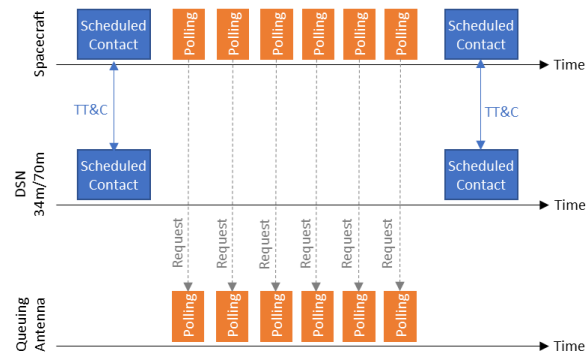 Spacecraft
Scheduled
Contact
Polling
Polling
Polling
Polling
Polling
Polling
Scheduled
Contact
Time
TT&C
TT&C
DSN
34m/70m
Scheduled
Contact
Scheduled
Contact
Time
Request
Request
Request
Request
Request
Request
Queuing
Antenna
Polling
Polling
Polling
Polling
Polling
Polling
Time